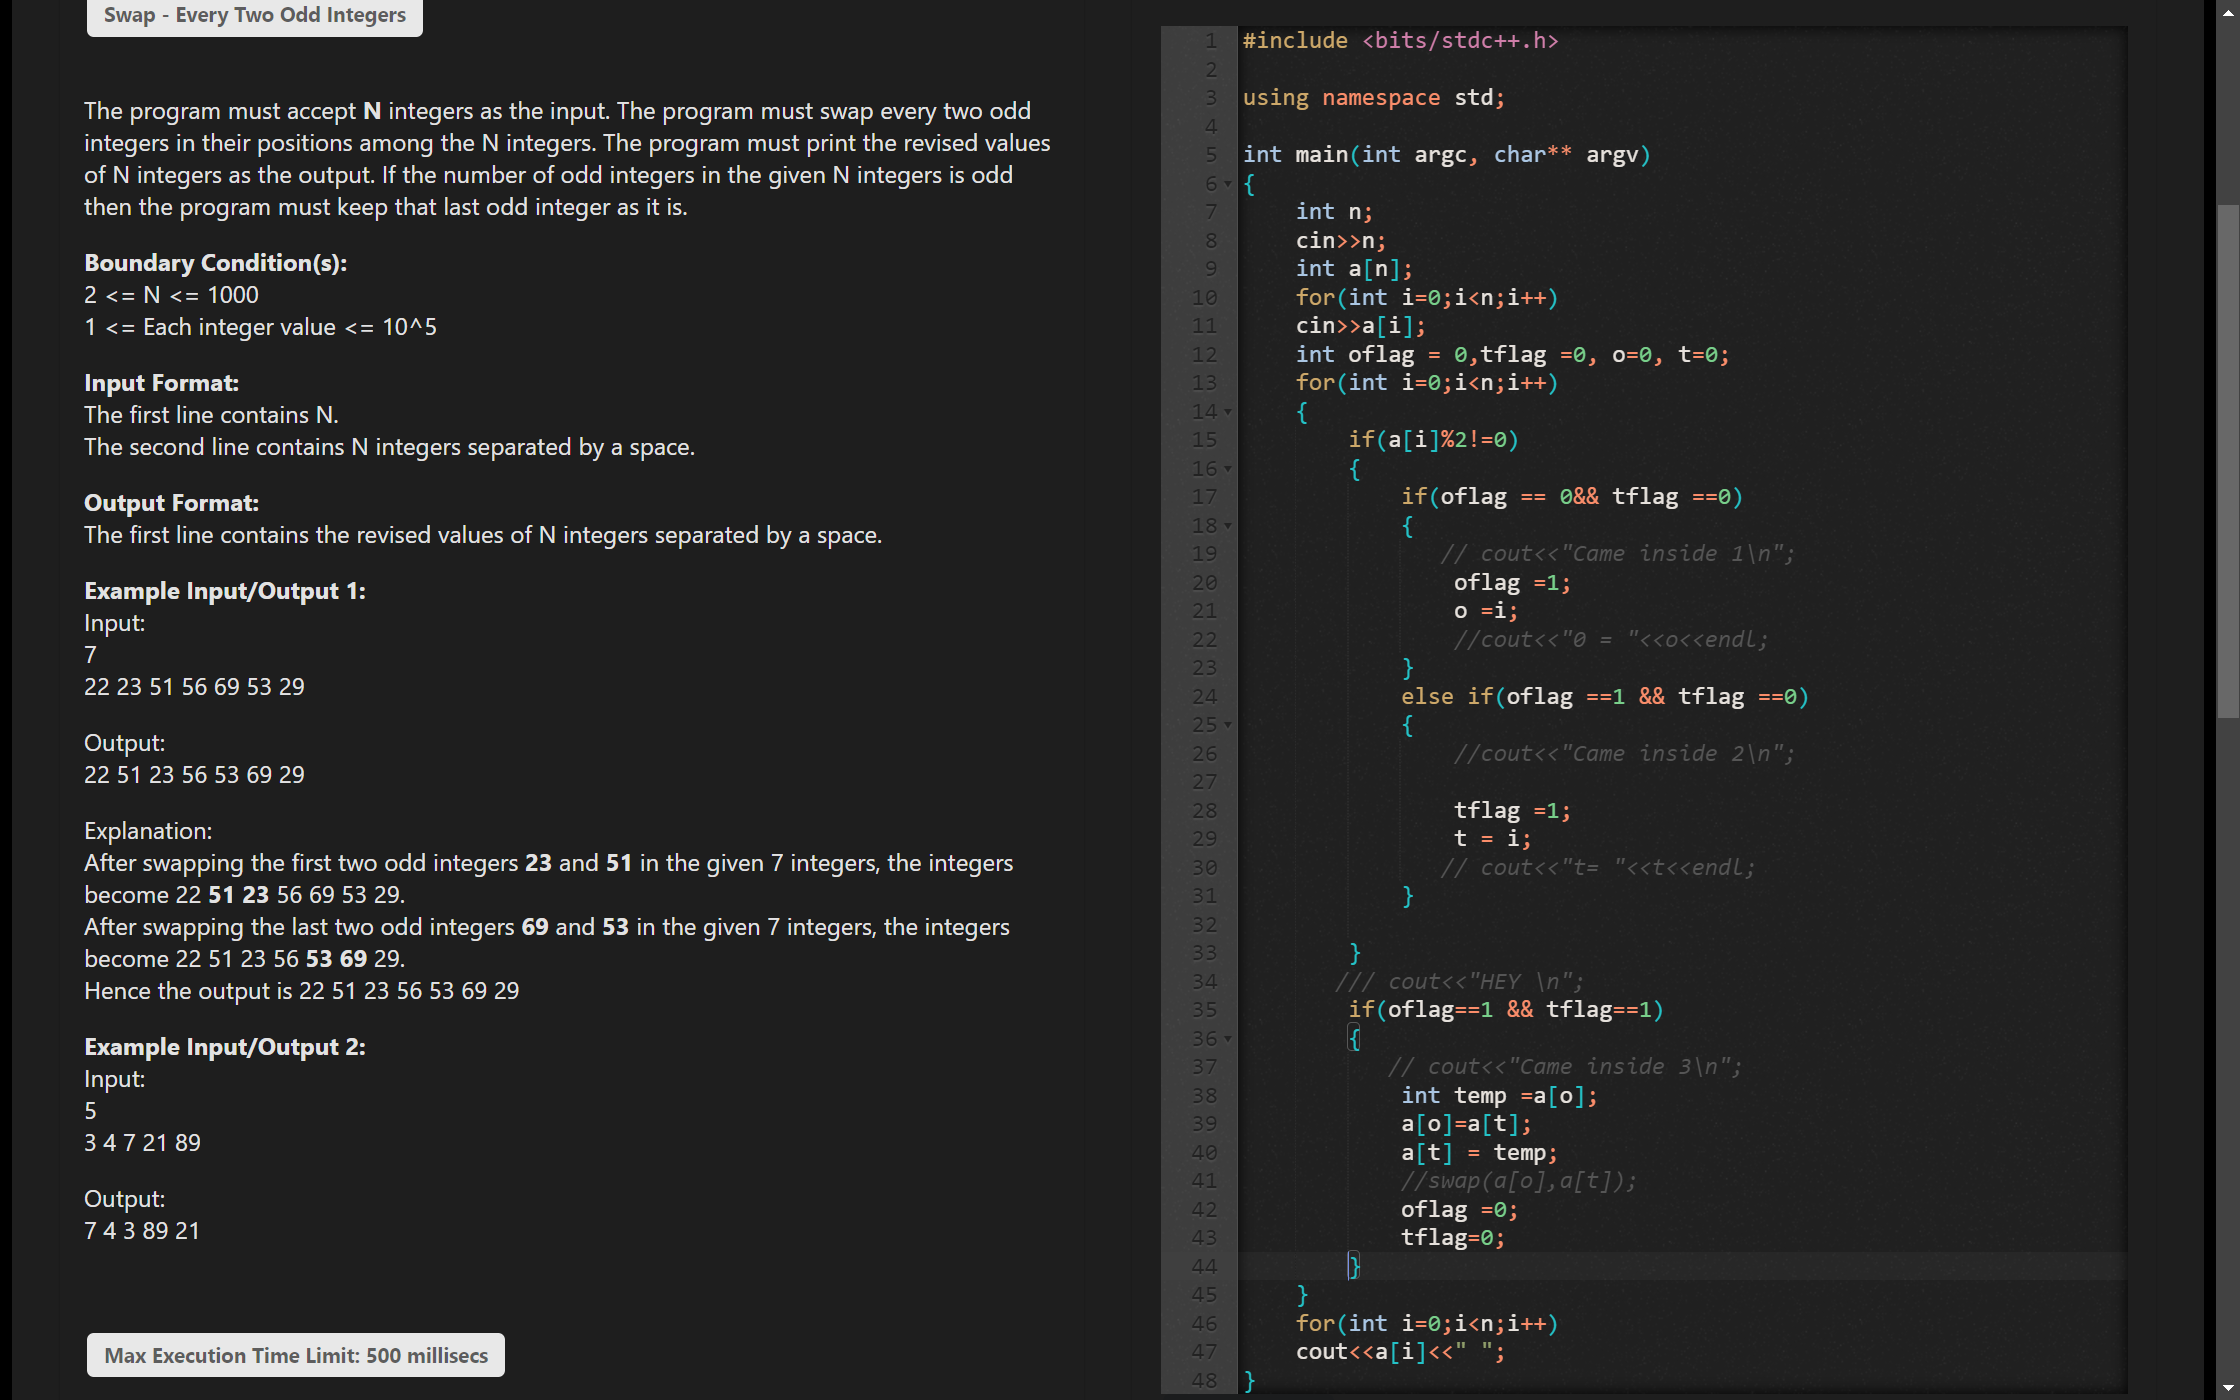 Swap - Every Two Odd Integers
The program must accept N integers as the input. The program must swap every two odd
integers in their positions among the N integers. The program must print the revised values
of N integers as the output. If the number of odd integers in the given N integers is odd
then the program must keep that last odd integer as it is.
Boundary Condition(s):
2 <= N <= 1000
1 <= Each integer value <= 10^5
Input Format:
The first line contains N.
The second line contains N integers separated by a space.
Output Format:
The first line contains the revised values of N integers separated by a space.
Example Input/Output 1:
Input:
7
22 23 51 56 69 53 29
Output:
22 51 23 56 53 69 29
Explanation:
After swapping the first two odd integers 23 and 51 in the given 7 integers, the integers
become 22 51 23 56 69 53 29.
After swapping the last two odd integers 69 and 53 in the given 7 integers, the integers
become 22 51 23 56 53 69 29.
Hence the output is 22 51 23 56 53 69 29
Example Input/Output 2:
Input:
5
3 4 7 21 89
Output:
7 4 3 89 21
Max Execution Time Limit: 500 millisecs
1 #include <bits/stdc++.h>
2
3 using namespace std;
4
5 int main(int argc, char** argv)
6 {
7     int n;
8     cin>>n;
9     int a[n];
10     for(int i=0;i<n;i++)
11     cin>>a[i];
12     int oflag = 0,tflag =0, o=0, t=0;
13     for(int i=0;i<n;i++)
14     {
15         if(a[i]%2!=0)
16         {
17             if(oflag == 0&& tflag ==0)
18             {
19                // cout<<"Came inside 1\n";
20                 oflag =1;
21                 o =i;
22                 //cout<<"0 = "<<o<<endl;
23             }
24             else if(oflag ==1 && tflag ==0)
25             {
26                 //cout<<"Came inside 2\n";
27
28                 tflag =1;
29                 t = i;
30                // cout<<"t= "<<t<<endl;
31             }
32
33         }
34        /// cout<<"HEY \n";
35         if(oflag==1 && tflag==1)
36         {
37            // cout<<"Came inside 3\n";
38             int temp =a[o];
39             a[o]=a[t];
40             a[t] = temp;
41             //swap(a[o],a[t]);
42             oflag =0;
43             tflag=0;
44         }
45     }
46     for(int i=0;i<n;i++)
47     cout<<a[i]<<" ";
48 }